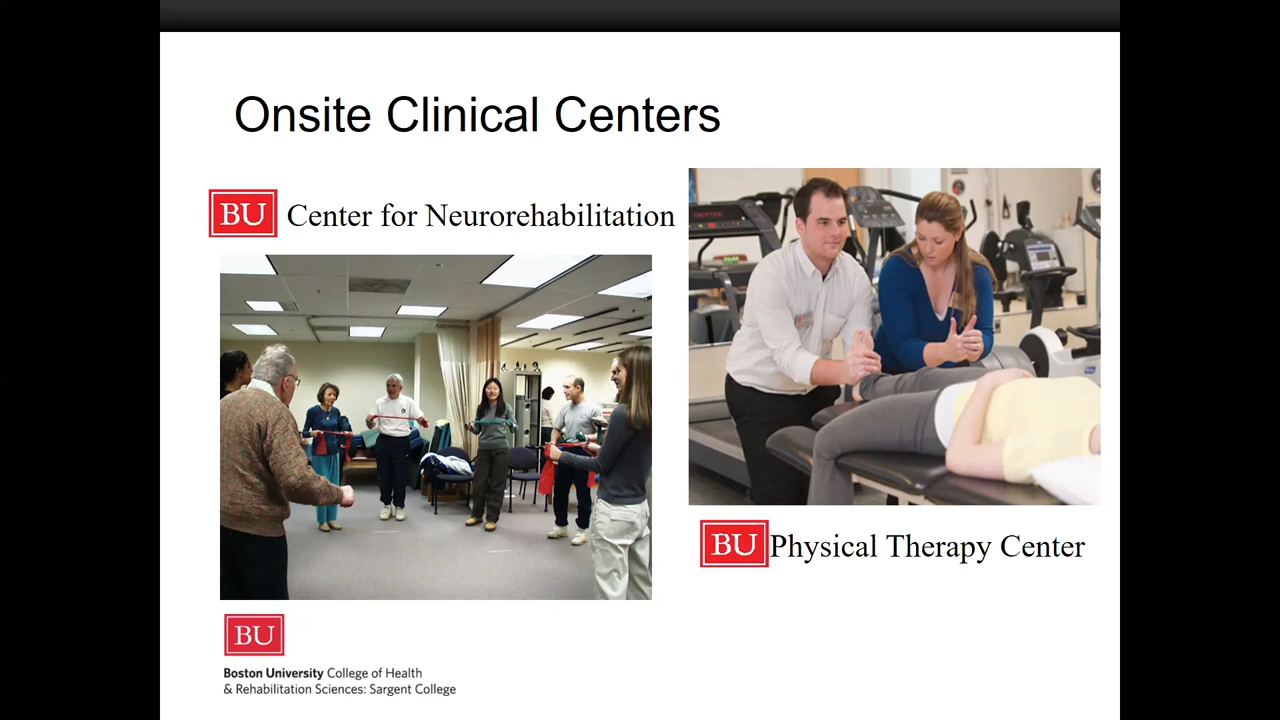 Onsite Clinical Centers
BU Center for Neurorehabilitation
BU Physical Therapy Center
BU
Boston University College of Health
& Rehabilitation Sciences: Sargent College